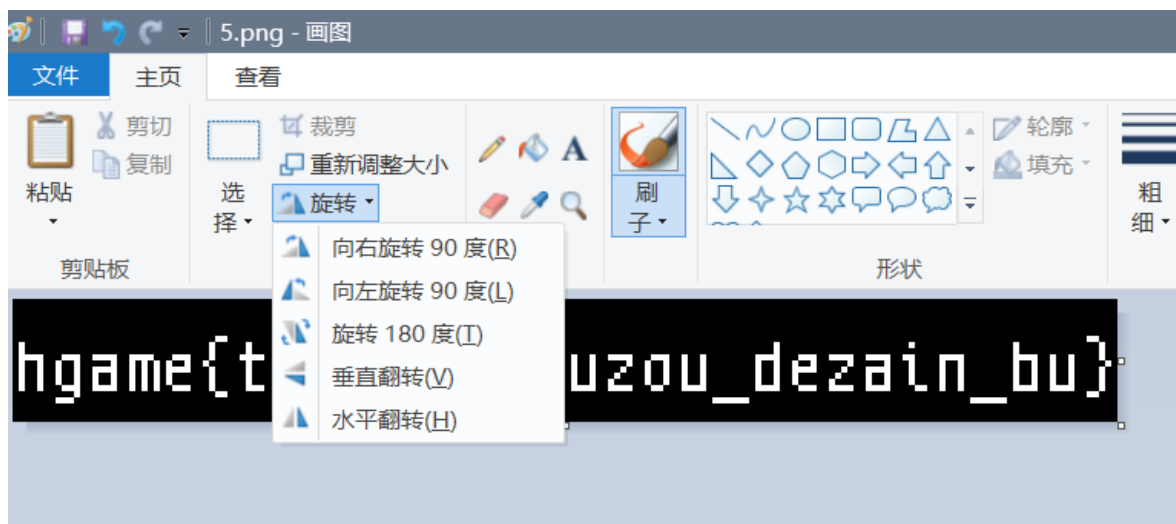 5.png - 画图
文件 主页 查看
剪切
复制
粘贴
剪贴板
选择
裁剪
重新调整大小
旋转
A
刷子
轮廓
填充
形状
粗细
向右旋转 90 度(R)
向左旋转 90 度(L)
旋转 180 度(T)
垂直翻转(V)
水平翻转(H)
hgame{t uzou_dezain_bu}